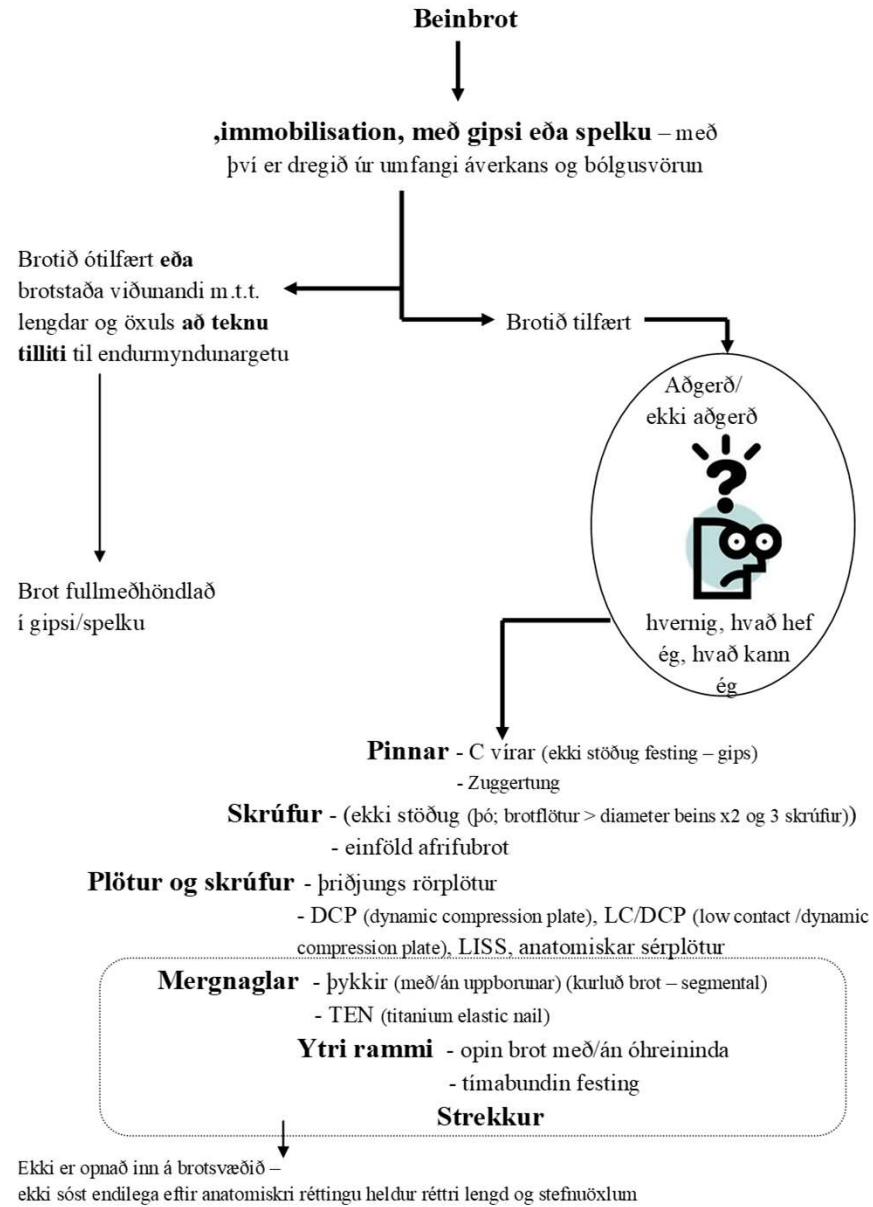 Beinbrot
,immobilisation, með gipsi eða spelku – með
því er dregið úr umfangi áverkans og bólgusvörun
Brotið ótilfært eða
brotstaða viðunandi m.t.t.
lengdar og öxuls að teknu
tilliti til endurmyndunargetu
Brotið tilfært
Aðgerð/
ekki aðgerð
?
hvernig, hvað hef
ég, hvað kann
ég
Brot fullmeðhöndlað
í gipsi/spelku
Pinnar - C vírar (ekki stöðug festing – gips)
- Zuggertung
Skrúfur - (ekki stöðug (þó; brotflötur > diameter beins x2 og 3 skrúfur))
- einföld afrifubrot
Plötur og skrúfur - þriðjungs rörplötur
- DCP (dynamic compression plate), LC/DCP (low contact /dynamic
compression plate), LISS, anatomiskar sérplötur
Mergnaglar - þykkir (með/án uppborunar) (kurluð brot – segmental)
- TEN (titanium elastic nail)
Ytri rammi - opin brot með/án óhreininda
- tímabundin festing
Strekkur
Ekki er opnað inn á brotsvæðið –
ekki sóst endilega eftir anatomiskri réttingu heldur réttri lengd og stefnuöxlum